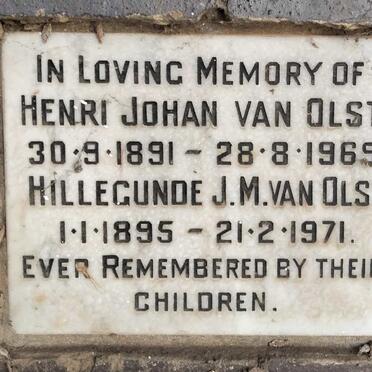 IN LOVING MEMORY OF
HENRI JOHAN VAN OLST
30·9·1891 - 28·8·1969
HILLEGUNDE J.M. VAN OLS
1·1·1895 - 21·2·1971.
EVER REMEMBERED BY THEIR
CHILDREN.